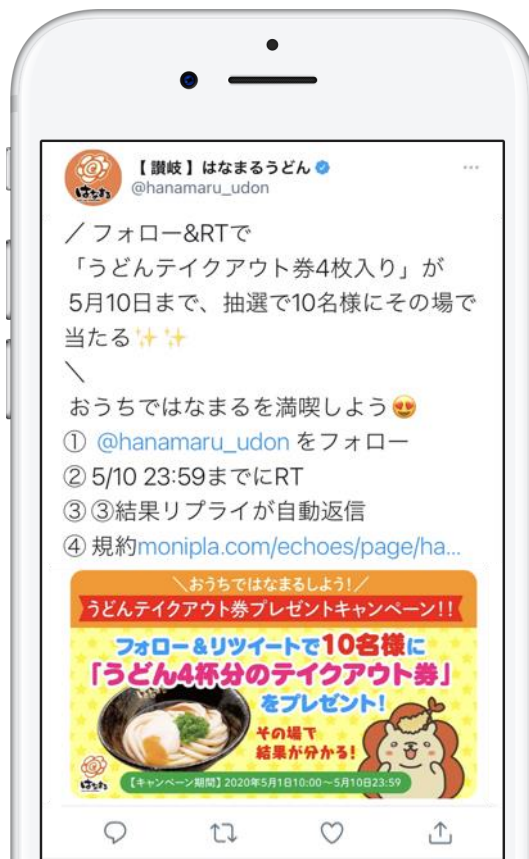 【 讃岐 】はなまるうどん
@hanamaru_udon
／フォロー&RTで
「うどんテイクアウト券4枚入り」が
5月10日まで、抽選で10名様にその場で
当たる✨✨
＼
おうちではなまるを満喫しよう😍
① @hanamaru_udon をフォロー
② 5/10 23:59までにRT
③ ③結果リプライが自動返信
④ 規約monipla.com/echoes/page/ha...
＼おうちではなまるしよう!／
うどんテイクアウト券プレゼントキャンペーン!!
フォロー&リツイートで10名様に
「うどん4杯分のテイクアウト券」
をプレゼント!
その場で
結果が分かる!
はなまる
【キャンペーン期間】2020年5月1日10:00〜5月10日23:59